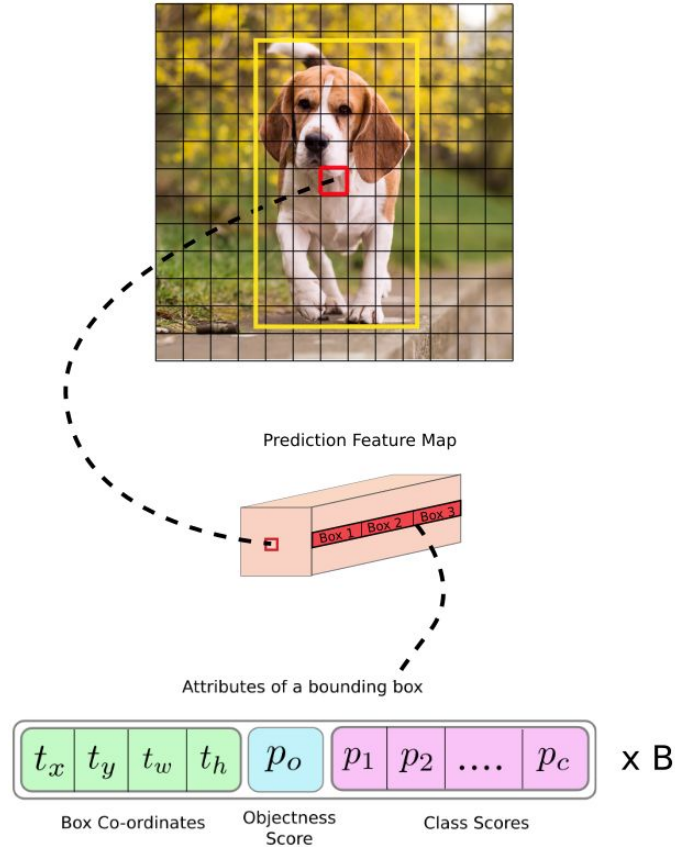 Prediction Feature Map
Box 1 Box 2 Box 3
Attributes of a bounding box
t_x t_y t_w t_h p_o p_1 p_2 .... p_c x B
Box Co-ordinates Objectness Score Class Scores